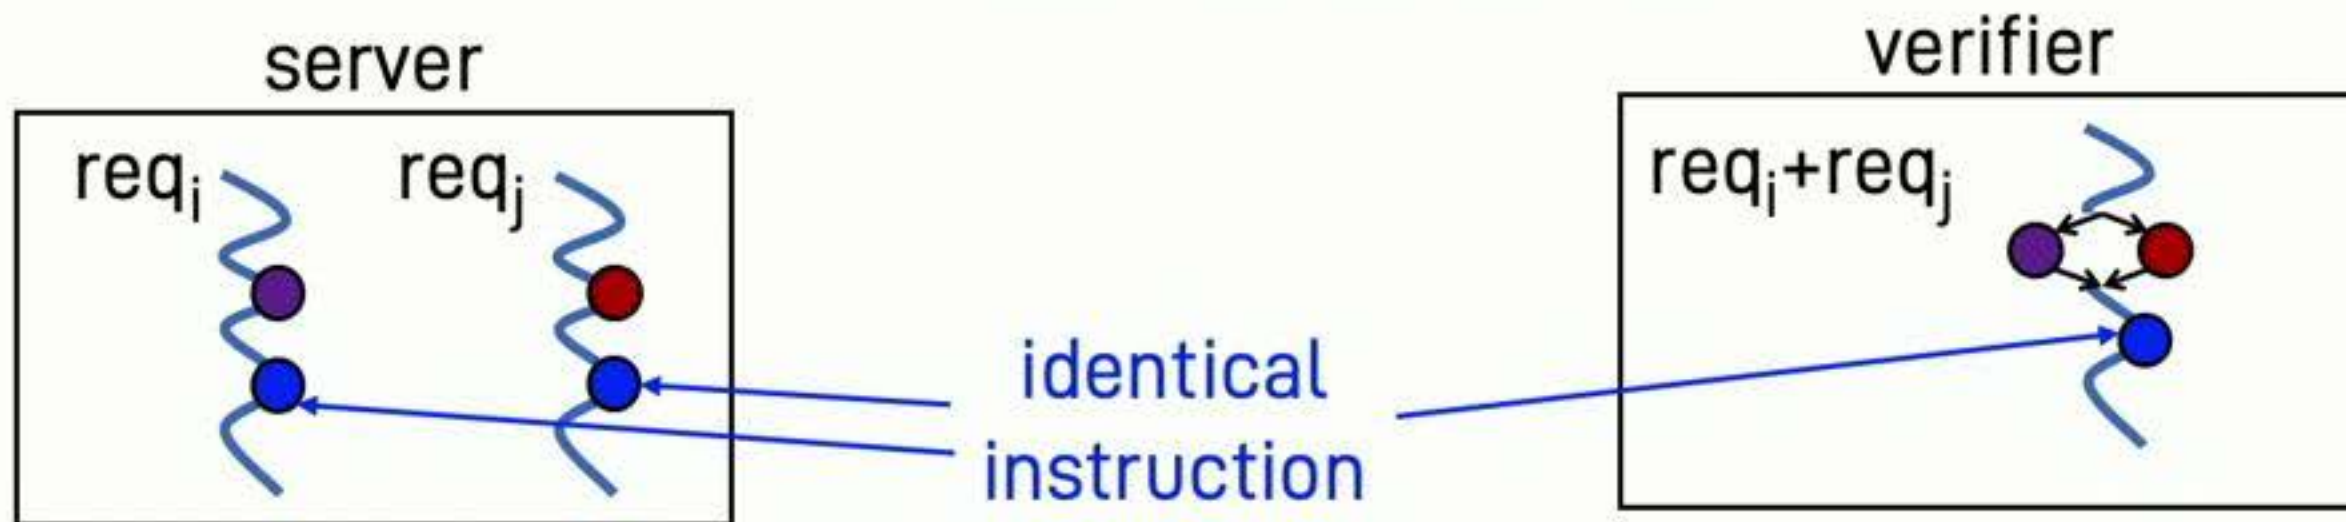 server
verifier
reqᵢ
reqⱼ
reqᵢ+reqⱼ
identical
instruction